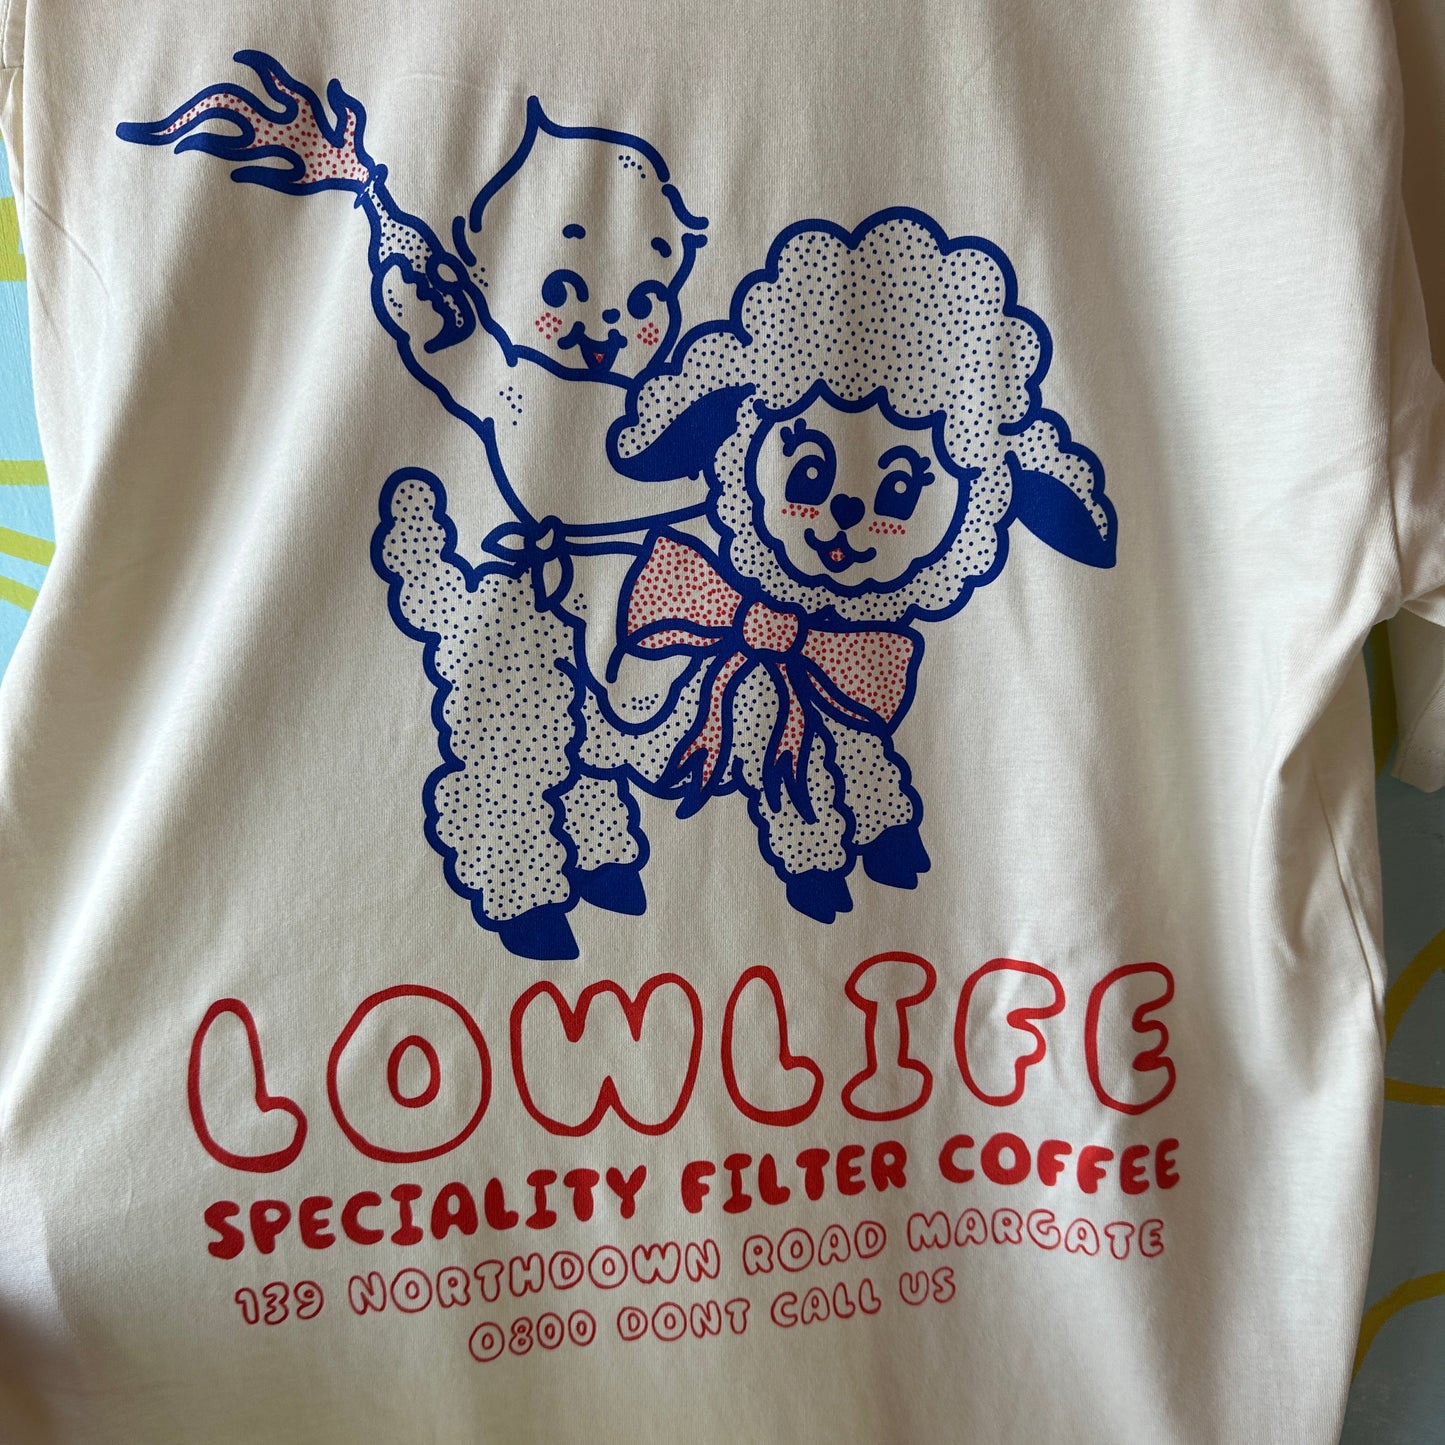 LOWLIFE
SPECIALITY FILTER COFFEE
139 NORTHDOWN ROAD MARGATE
0800 DONT CALL US